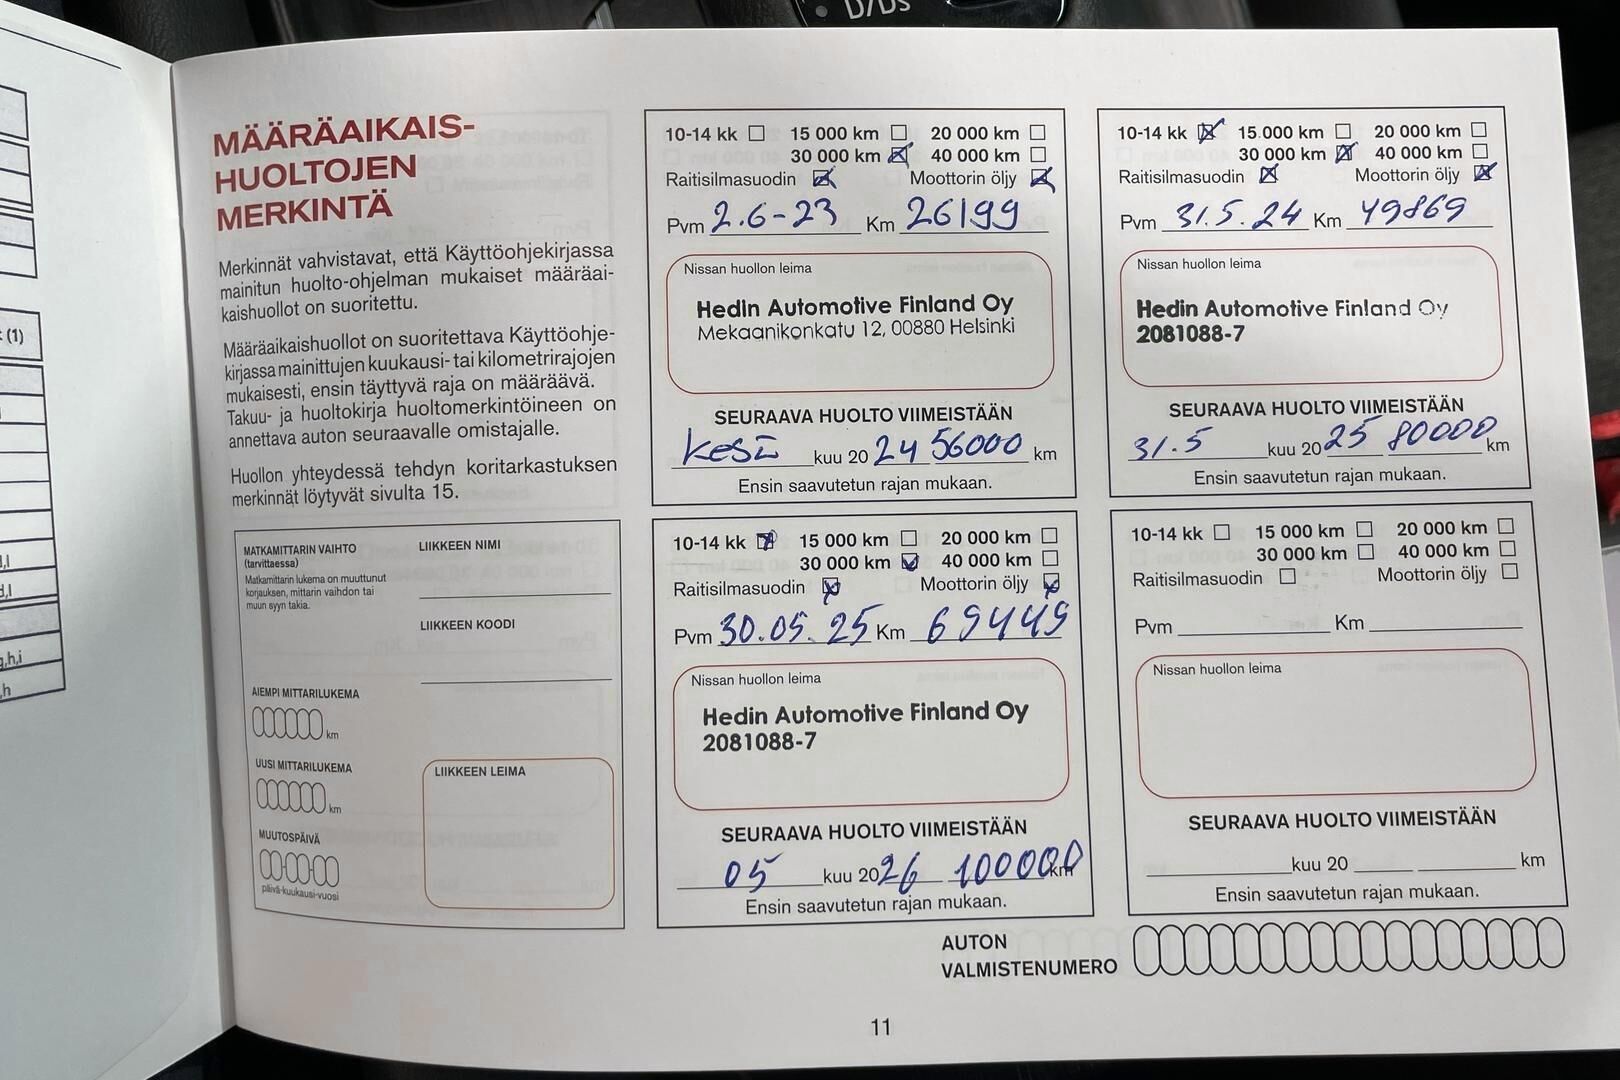 D/Ds
(1)
MÄÄRÄAIKAIS-
HUOLTOJEN
MERKINTÄ
Merkinnät vahvistavat, että Käyttöohjekirjassa
mainitun huolto-ohjelman mukaiset määräai-
kaishuollot on suoritettu.
Määräaikaishuollot on suoritettava Käyttöohje-
kirjassa mainittujen kuukausi- tai kilometrirajojen
mukaisesti, ensin täyttyvä raja on määräävä.
Takuu- ja huoltokirja huoltomerkintöineen on
annettava auton seuraavalle omistajalle.
Huollon yhteydessä tehdyn koritarkastuksen
merkinnät löytyvät sivulta 15.
MATKAMITTARIN VAIHTO
(tarvittaessa)
Matkamittarin lukema on muuttunut
korjauksen, mittarin vaihdon tai
muun syyn takia.
LIIKKEEN NIMI
LIIKKEEN KOODI
AIEMPI MITTARILUKEMA
km
UUSI MITTARILUKEMA
km
MUUTOSPÄIVÄ
päivä-kuukausi-vuosi
LIIKKEEN LEIMA
10-14 kk 15 000 km 20 000 km
30 000 km 40 000 km
Raitisilmasuodin Moottorin öljy
Pvm 2.6-23 Km 26199
Nissan huollon leima
Hedin Automotive Finland Oy
Mekaanikonkatu 12, 00880 Helsinki
SEURAAVA HUOLTO VIIMEISTÄÄN
Kesä kuu 2024 56000 km
Ensin saavutetun rajan mukaan.
10-14 kk 15 000 km 20 000 km
30 000 km 40 000 km
Raitisilmasuodin Moottorin öljy
Pvm 31.5.24 Km 49869
Nissan huollon leima
Hedin Automotive Finland Oy
2081088-7
SEURAAVA HUOLTO VIIMEISTÄÄN
31.5 kuu 2025 80000 km
Ensin saavutetun rajan mukaan.
10-14 kk 15 000 km 20 000 km
30 000 km 40 000 km
Raitisilmasuodin Moottorin öljy
Pvm 30.05.25 Km 69449
Nissan huollon leima
Hedin Automotive Finland Oy
2081088-7
SEURAAVA HUOLTO VIIMEISTÄÄN
05 kuu 2026 100000 km
Ensin saavutetun rajan mukaan.
10-14 kk 15 000 km 20 000 km
30 000 km 40 000 km
Raitisilmasuodin Moottorin öljy
Pvm Km
Nissan huollon leima
SEURAAVA HUOLTO VIIMEISTÄÄN
kuu 20 km
Ensin saavutetun rajan mukaan.
AUTON
VALMISTENUMERO
11